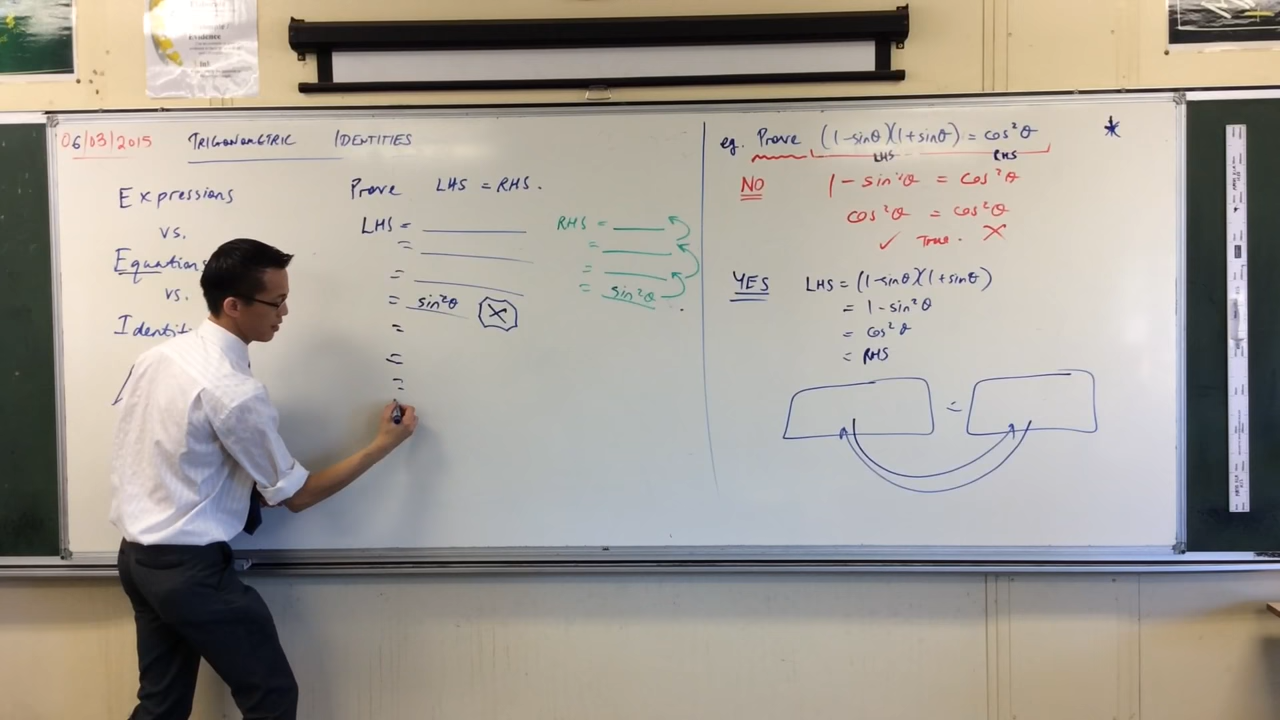 06/03/2015 TRIGONOMETRIC IDENTITIES
Expressions
vs.
Equations
vs.
Identit
Prove LHS = RHS.
LHS =
=
=
= sin²θ X
=
=
=
RHS =
=
=
= sin²θ
eg. Prove (1-sinθ)(1+sinθ) = cos²θ *
LHS RHS
NO 1 - sin²θ = cos²θ
cos²θ = cos²θ
✓ True. X
YES LHS = (1-sinθ)(1+sinθ)
= 1 - sin²θ
= cos²θ
= RHS
=
Evidence